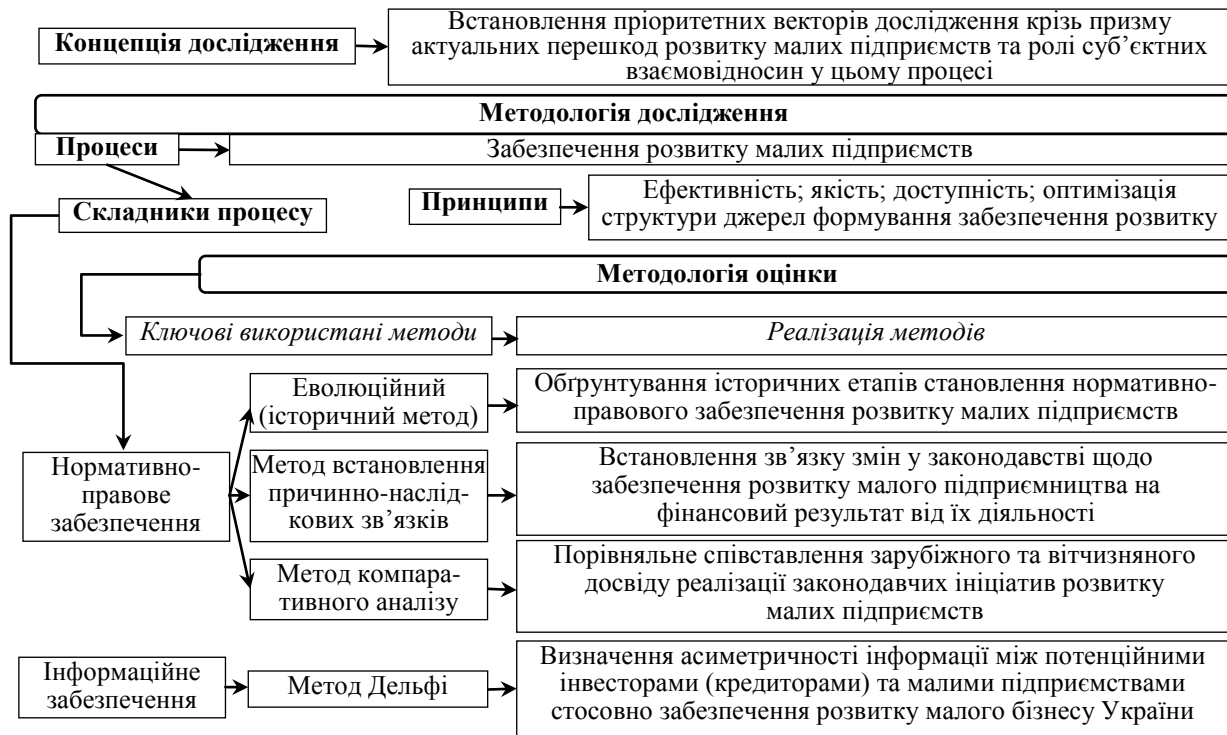 Концепція дослідження
Встановлення пріоритетних векторів дослідження крізь призму
актуальних перешкод розвитку малих підприємств та ролі суб’єктних
взаємовідносин у цьому процесі
Методологія дослідження
Процеси
Забезпечення розвитку малих підприємств
Складники процесу
Принципи
Ефективність; якість; доступність; оптимізація
структури джерел формування забезпечення розвитку
Методологія оцінки
Ключові використані методи
Реалізація методів
Нормативно-
правове
забезпечення
Еволюційний
(історичний метод)
Обґрунтування історичних етапів становлення нормативно-
правового забезпечення розвитку малих підприємств
Метод встановлення
причинно-наслід-
кових зв’язків
Встановлення зв’язку змін у законодавстві щодо
забезпечення розвитку малого підприємництва на
фінансовий результат від їх діяльності
Метод компара-
тивного аналізу
Порівняльне співставлення зарубіжного та вітчизняного
досвіду реалізації законодавчих ініціатив розвитку
малих підприємств
Інформаційне
забезпечення
Метод Дельфі
Визначення асиметричності інформації між потенційними
інвесторами (кредиторами) та малими підприємствами
стосовно забезпечення розвитку малого бізнесу України